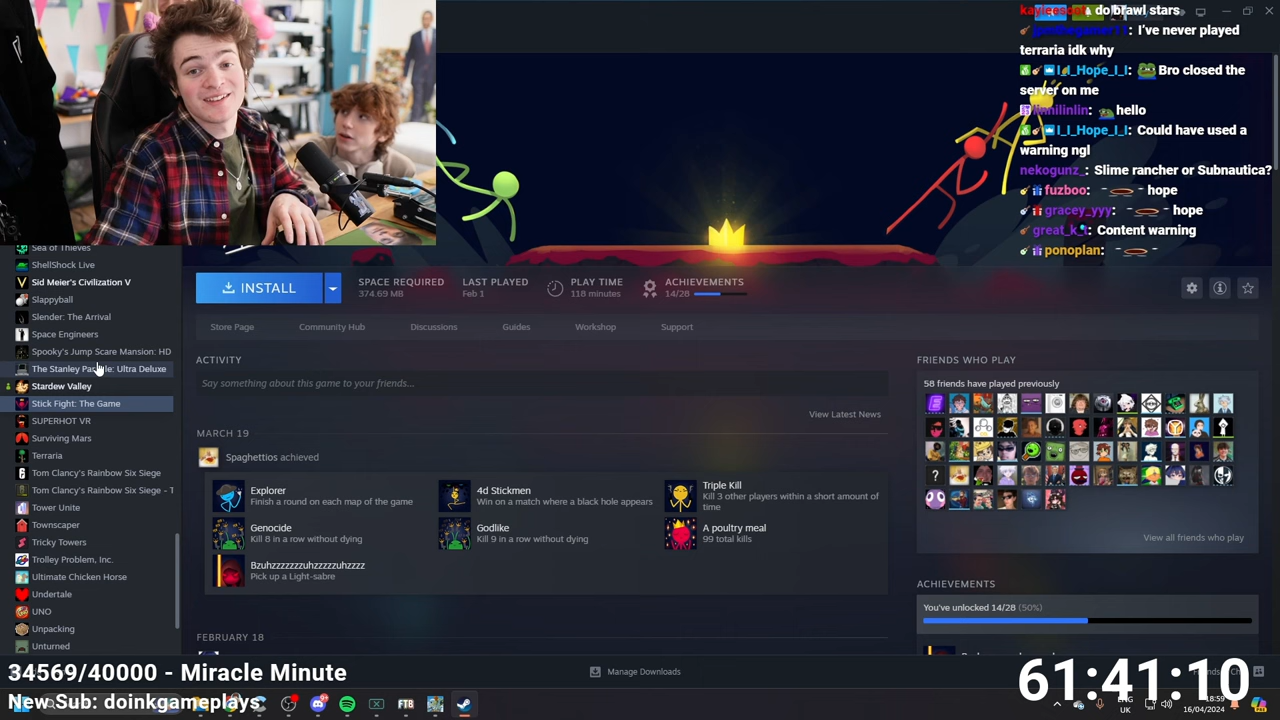 do brawl stars
I've never played
terraria idk why
I_I_Hope_I_I: Bro closed the
server on me
linnilinlin: hello
I_I_Hope_I_I: Could have used a
warning ngl
nekogunz_: Slime rancher or Subnautica?
fuzboo: hope
gracey_yyy: hope
great_k_t: Content warning
ponoplan:
Sea of Thieves
ShellShock Live
Sid Meier's Civilization V
Slappyball
Slender: The Arrival
Space Engineers
Spooky's Jump Scare Mansion: HD
The Stanley Pa le: Ultra Deluxe
Stardew Valley
Stick Fight: The Game
SUPERHOT VR
Surviving Mars
Terraria
Tom Clancy's Rainbow Six Siege
Tom Clancy's Rainbow Six Siege - T
Tower Unite
Townscaper
Tricky Towers
Trolley Problem, Inc.
Ultimate Chicken Horse
Undertale
UNO
Unpacking
Unturned
INSTALL
SPACE REQUIRED
374.69 MB
LAST PLAYED
Feb 1
PLAY TIME
118 minutes
ACHIEVEMENTS
14/28
Store Page
Community Hub
Discussions
Guides
Workshop
Support
ACTIVITY
Say something about this game to your friends...
View Latest News
MARCH 19
Spaghettios achieved
Explorer
Finish a round on each map of the game
4d Stickmen
Win on a match where a black hole appears
Triple Kill
Kill 3 other players within a short amount of
time
Genocide
Kill 8 in a row without dying
Godlike
Kill 9 in a row without dying
A poultry meal
99 total kills
Bzuhzzzzzzuhzzzzzuhzzzz
Pick up a Light-sabre
FEBRUARY 18
FRIENDS WHO PLAY
58 friends have played previously
View all friends who play
ACHIEVEMENTS
You've unlocked 14/28 (50%)
Manage Downloads
34569/40000 - Miracle Minute
New Sub: doinkgameplays
61:41:10
FTB
ENG
UK
18:59
16/04/2024